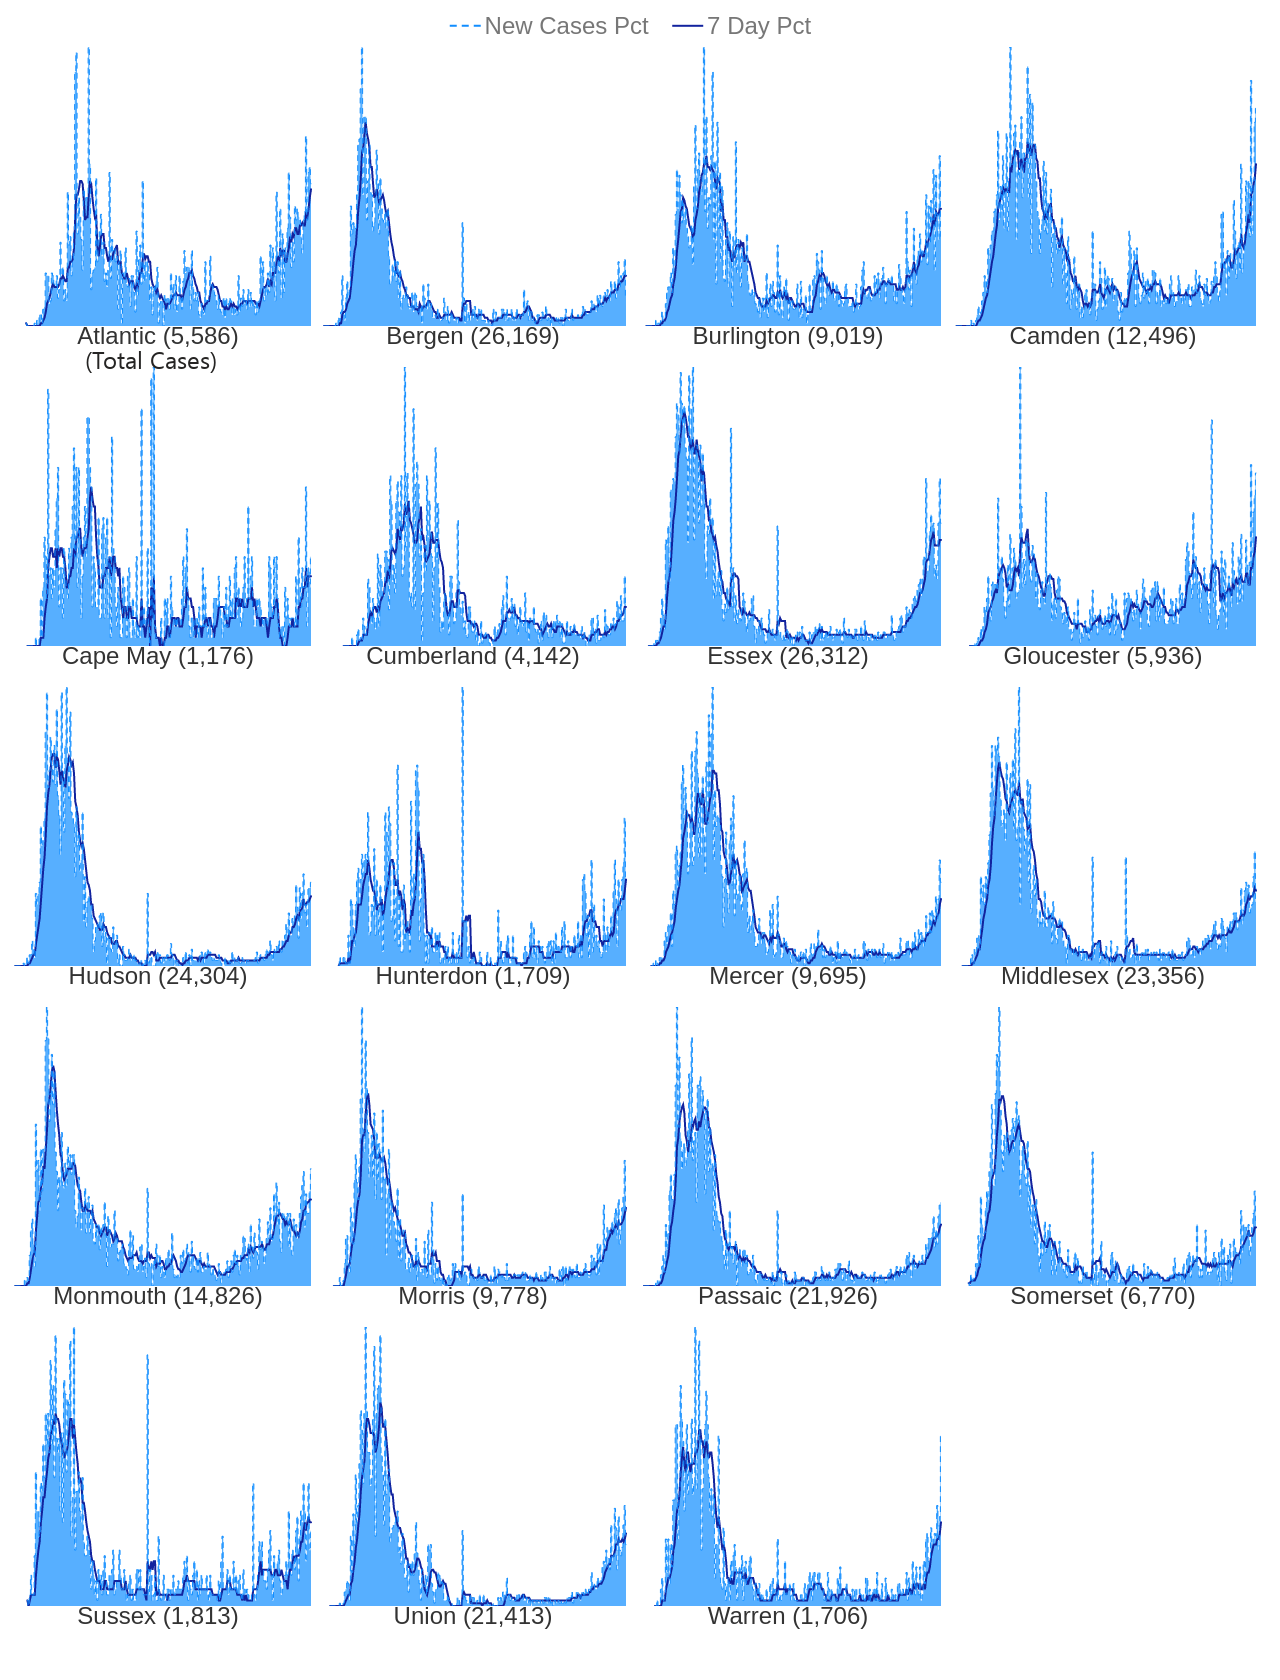 New Cases Pct 7 Day Pct
Atlantic (5,586) Bergen (26,169) Burlington (9,019) Camden (12,496)
(Total Cases)
Cape May (1,176) Cumberland (4,142) Essex (26,312) Gloucester (5,936)
Hudson (24,304) Hunterdon (1,709) Mercer (9,695) Middlesex (23,356)
Monmouth (14,826) Morris (9,778) Passaic (21,926) Somerset (6,770)
Sussex (1,813) Union (21,413) Warren (1,706)